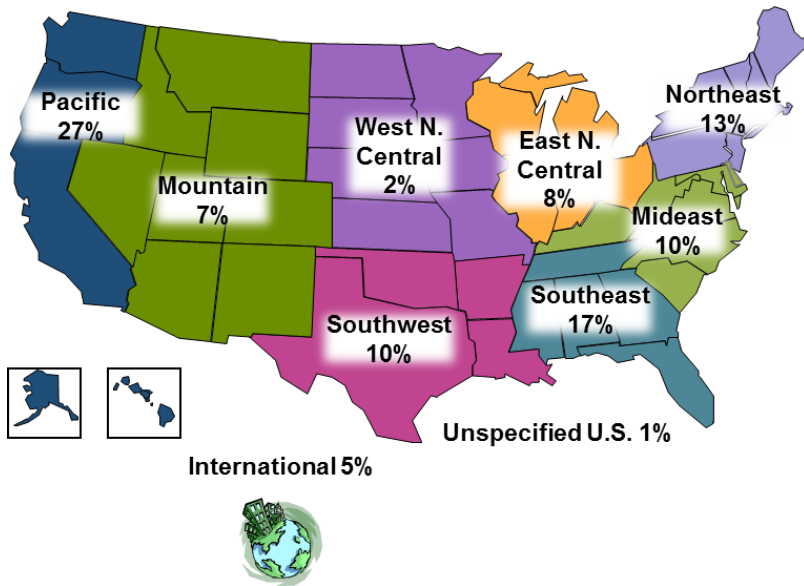 Pacific
27%
Mountain
7%
West N.
Central
2%
East N.
Central
8%
Northeast
13%
Mideast
10%
Southwest
10%
Southeast
17%
Unspecified U.S. 1%
International 5%